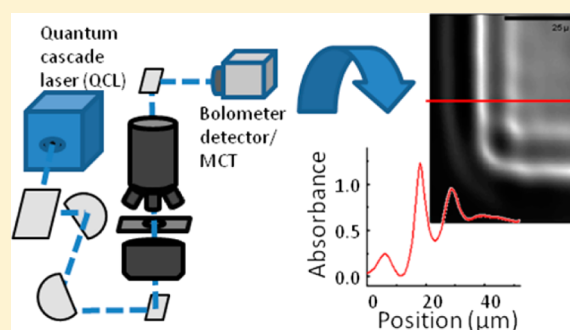 Quantum
cascade
laser (QCL)
Bolometer
detector/
MCT
25 µ
Absorbance
1.0
0.5
0.0
0 20 40
Position (µm)